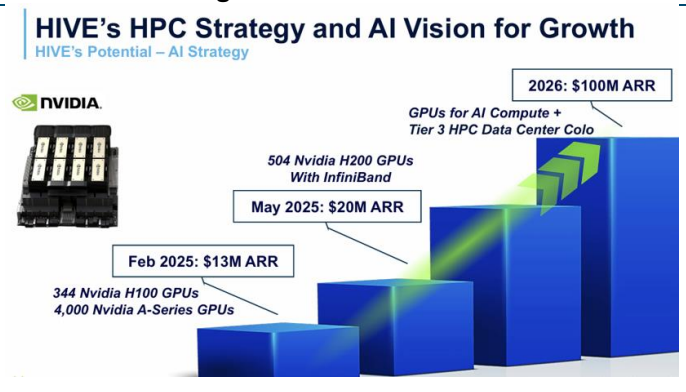 HIVE's HPC Strategy and AI Vision for Growth
HIVE's Potential – AI Strategy
NVIDIA.
2026: $100M ARR
GPUs for AI Compute +
Tier 3 HPC Data Center Colo
504 Nvidia H200 GPUs
With InfiniBand
May 2025: $20M ARR
Feb 2025: $13M ARR
344 Nvidia H100 GPUs
4,000 Nvidia A-Series GPUs